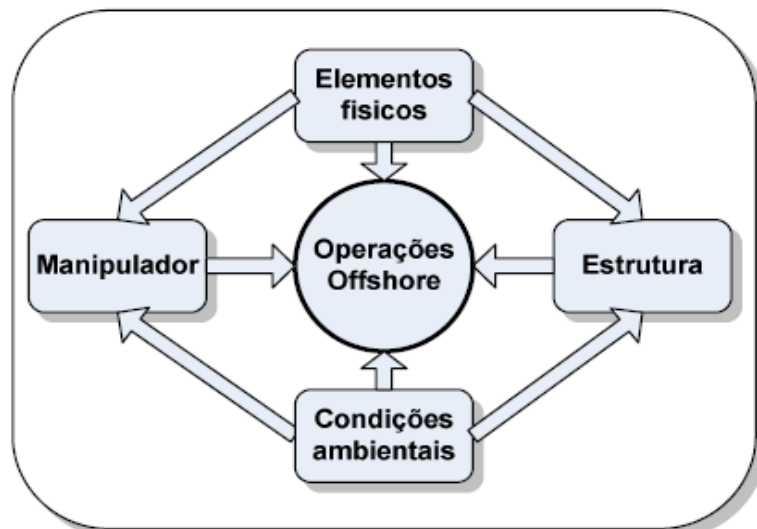 Elementos
fisicos
Manipulador
Operações
Offshore
Estrutura
Condições
ambientais